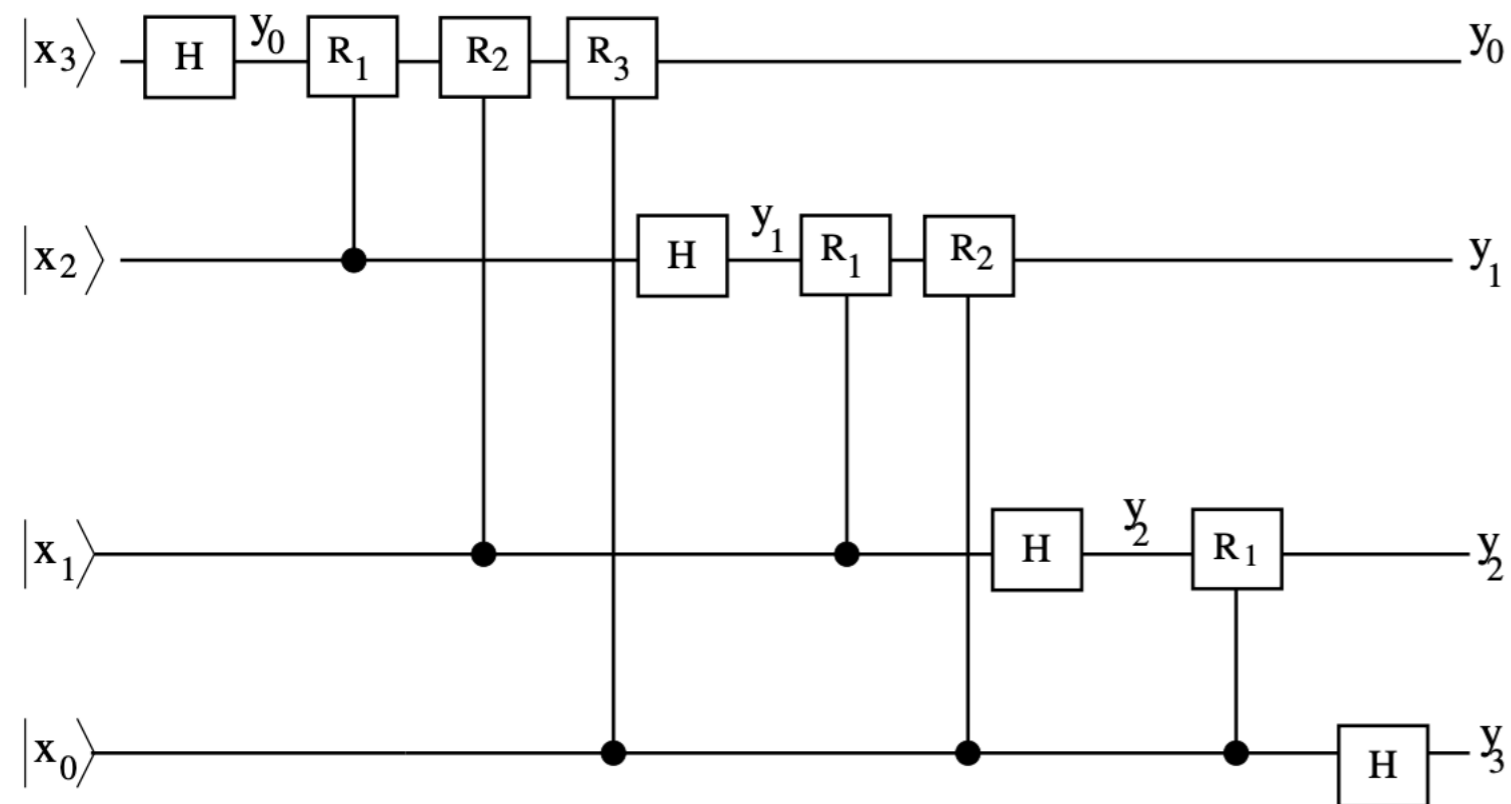 |x₃⟩ H y₀ R₁ R₂ R₃ y₀
|x₂⟩ H y₁ R₁ R₂ y₁
|x₁⟩ H y₂ R₁ y₂
|x₀⟩ H y₃